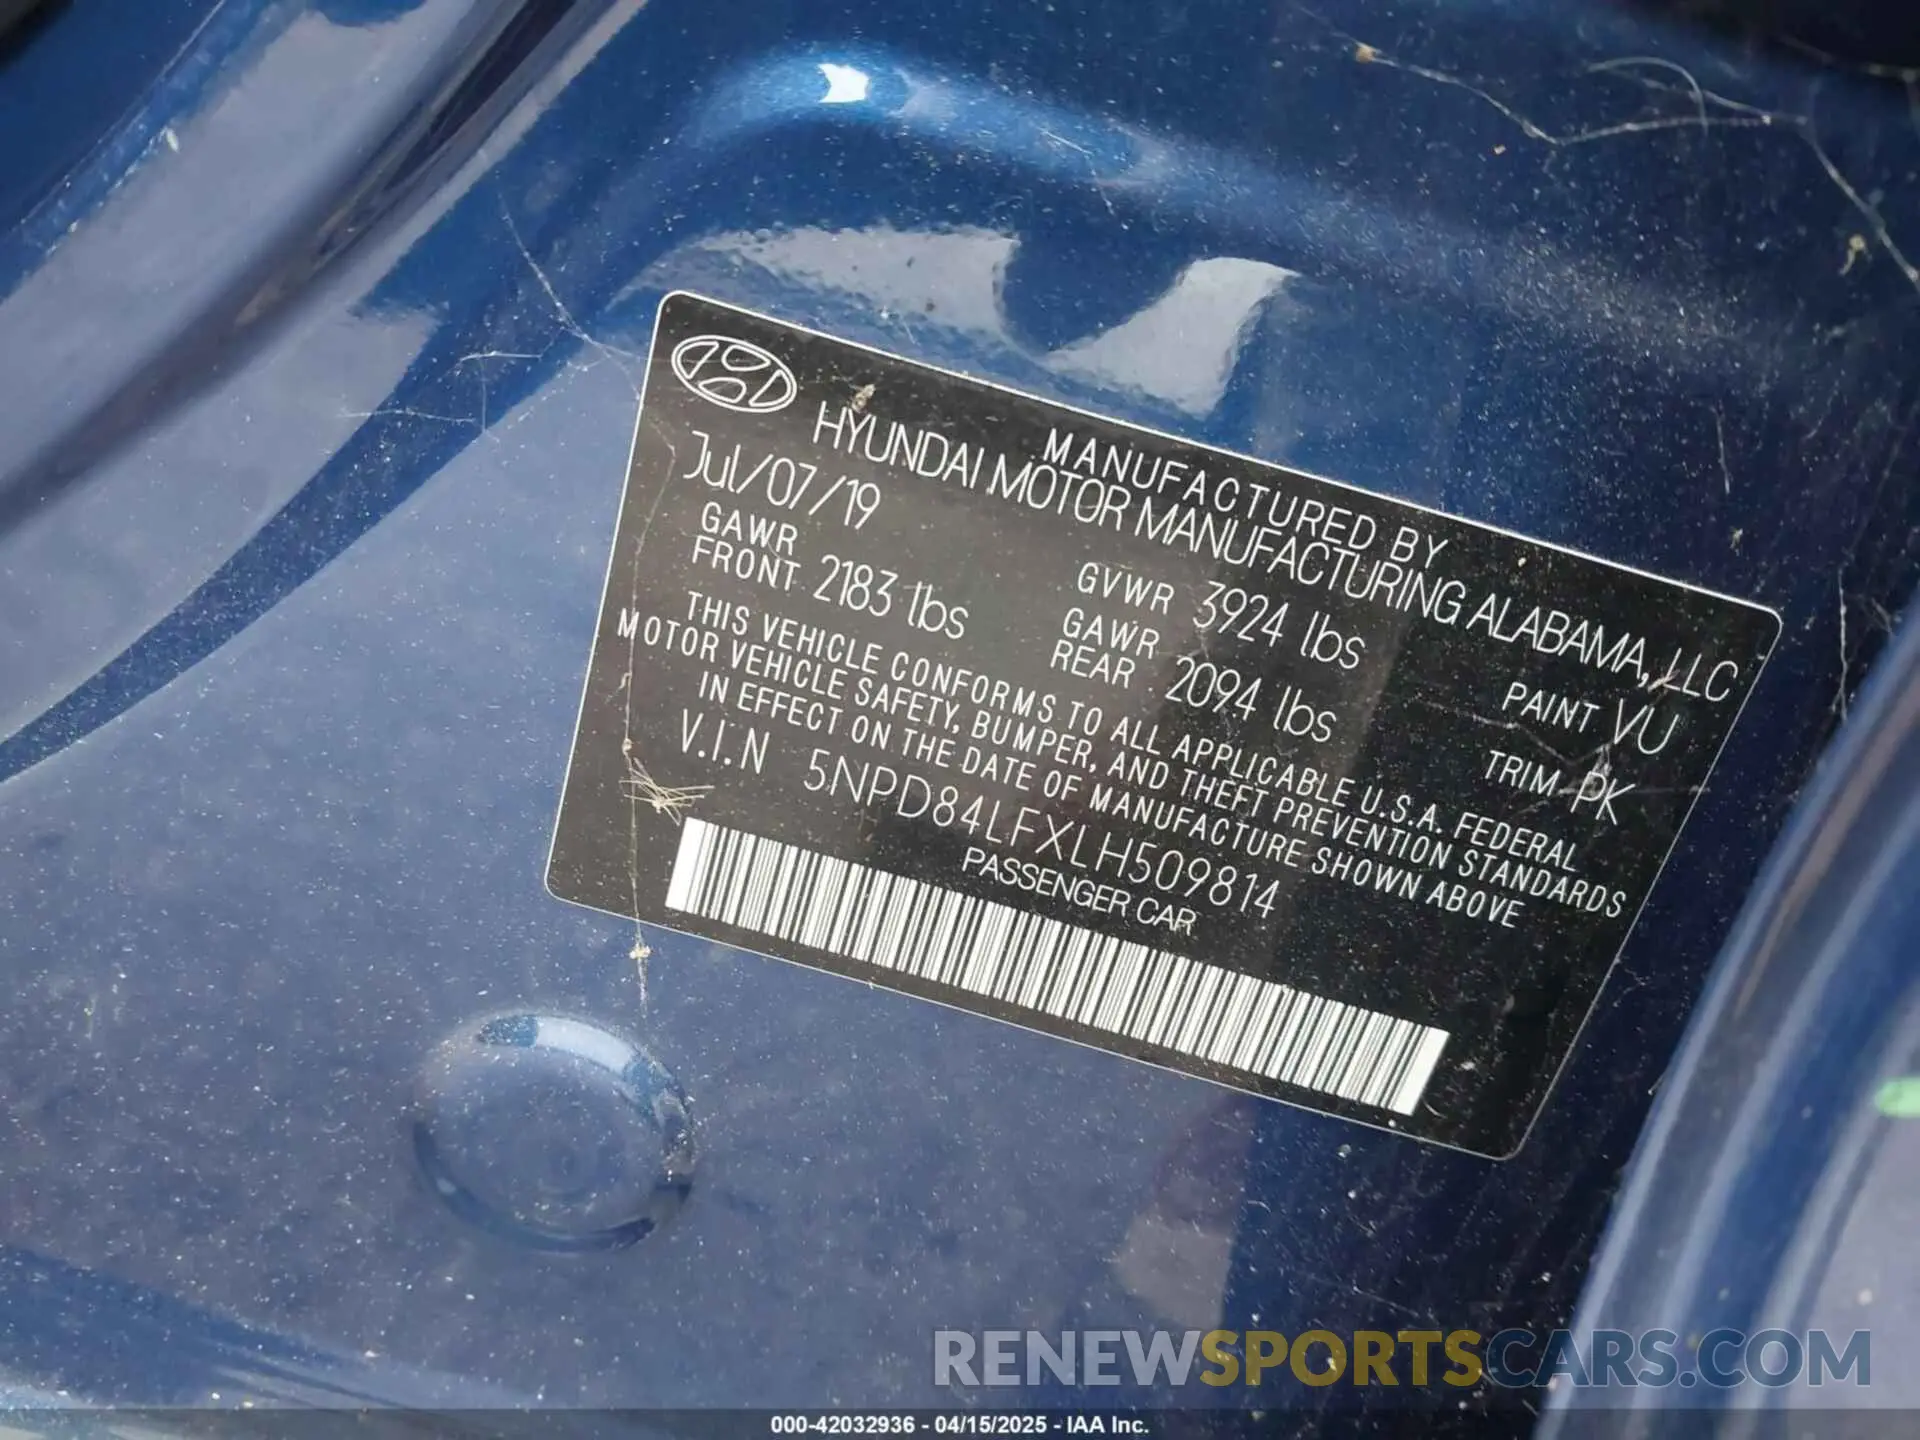 MANUFACTURED BY
HYUNDAI MOTOR MANUFACTURING ALABAMA, LLC
Jul/07/19
GVWR 3924 lbs
PAINT VU
GAWR FRONT 2183 lbs
GAWR REAR 2094 lbs
TRIM PK
THIS VEHICLE CONFORMS TO ALL APPLICABLE U.S.A. FEDERAL
MOTOR VEHICLE SAFETY, BUMPER, AND THEFT PREVENTION STANDARDS
IN EFFECT ON THE DATE OF MANUFACTURE SHOWN ABOVE
V.I.N 5NPD84LFXLH509814
PASSENGER CAR
RENEWSPORTSCARS.COM
000-42032936 - 04/15/2025 - IAA Inc.